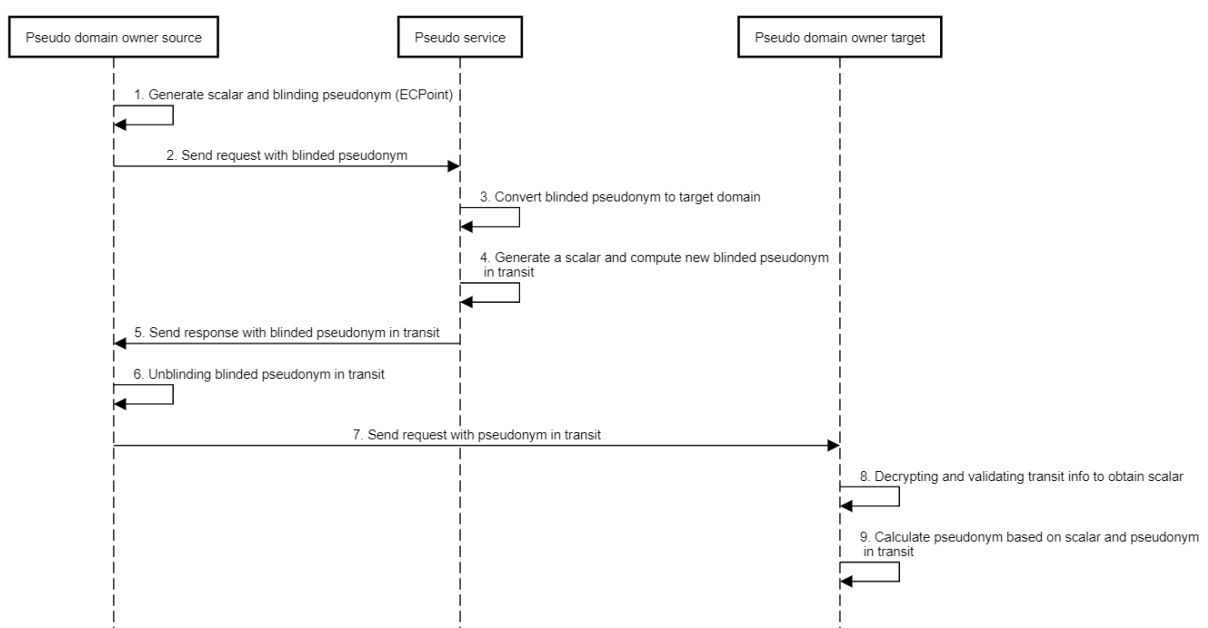 Pseudo domain owner source
Pseudo service
Pseudo domain owner target
1. Generate scalar and blinding pseudonym (ECPoint)
2. Send request with blinded pseudonym
3. Convert blinded pseudonym to target domain
4. Generate a scalar and compute new blinded pseudonym
in transit
5. Send response with blinded pseudonym in transit
6. Unblinding blinded pseudonym in transit
7. Send request with pseudonym in transit
8. Decrypting and validating transit info to obtain scalar
9. Calculate pseudonym based on scalar and pseudonym
in transit